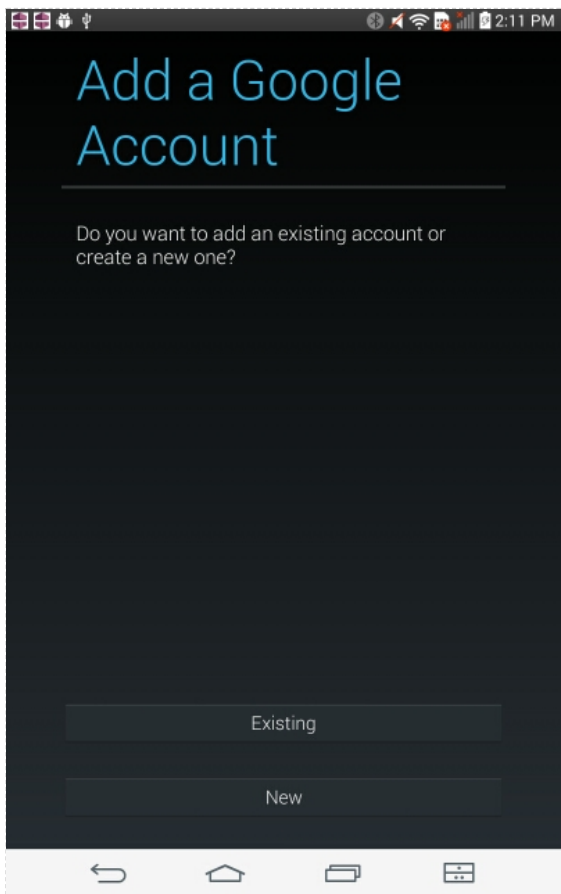 2:11 PM
Add a Google
Account
Do you want to add an existing account or
create a new one?
Existing
New